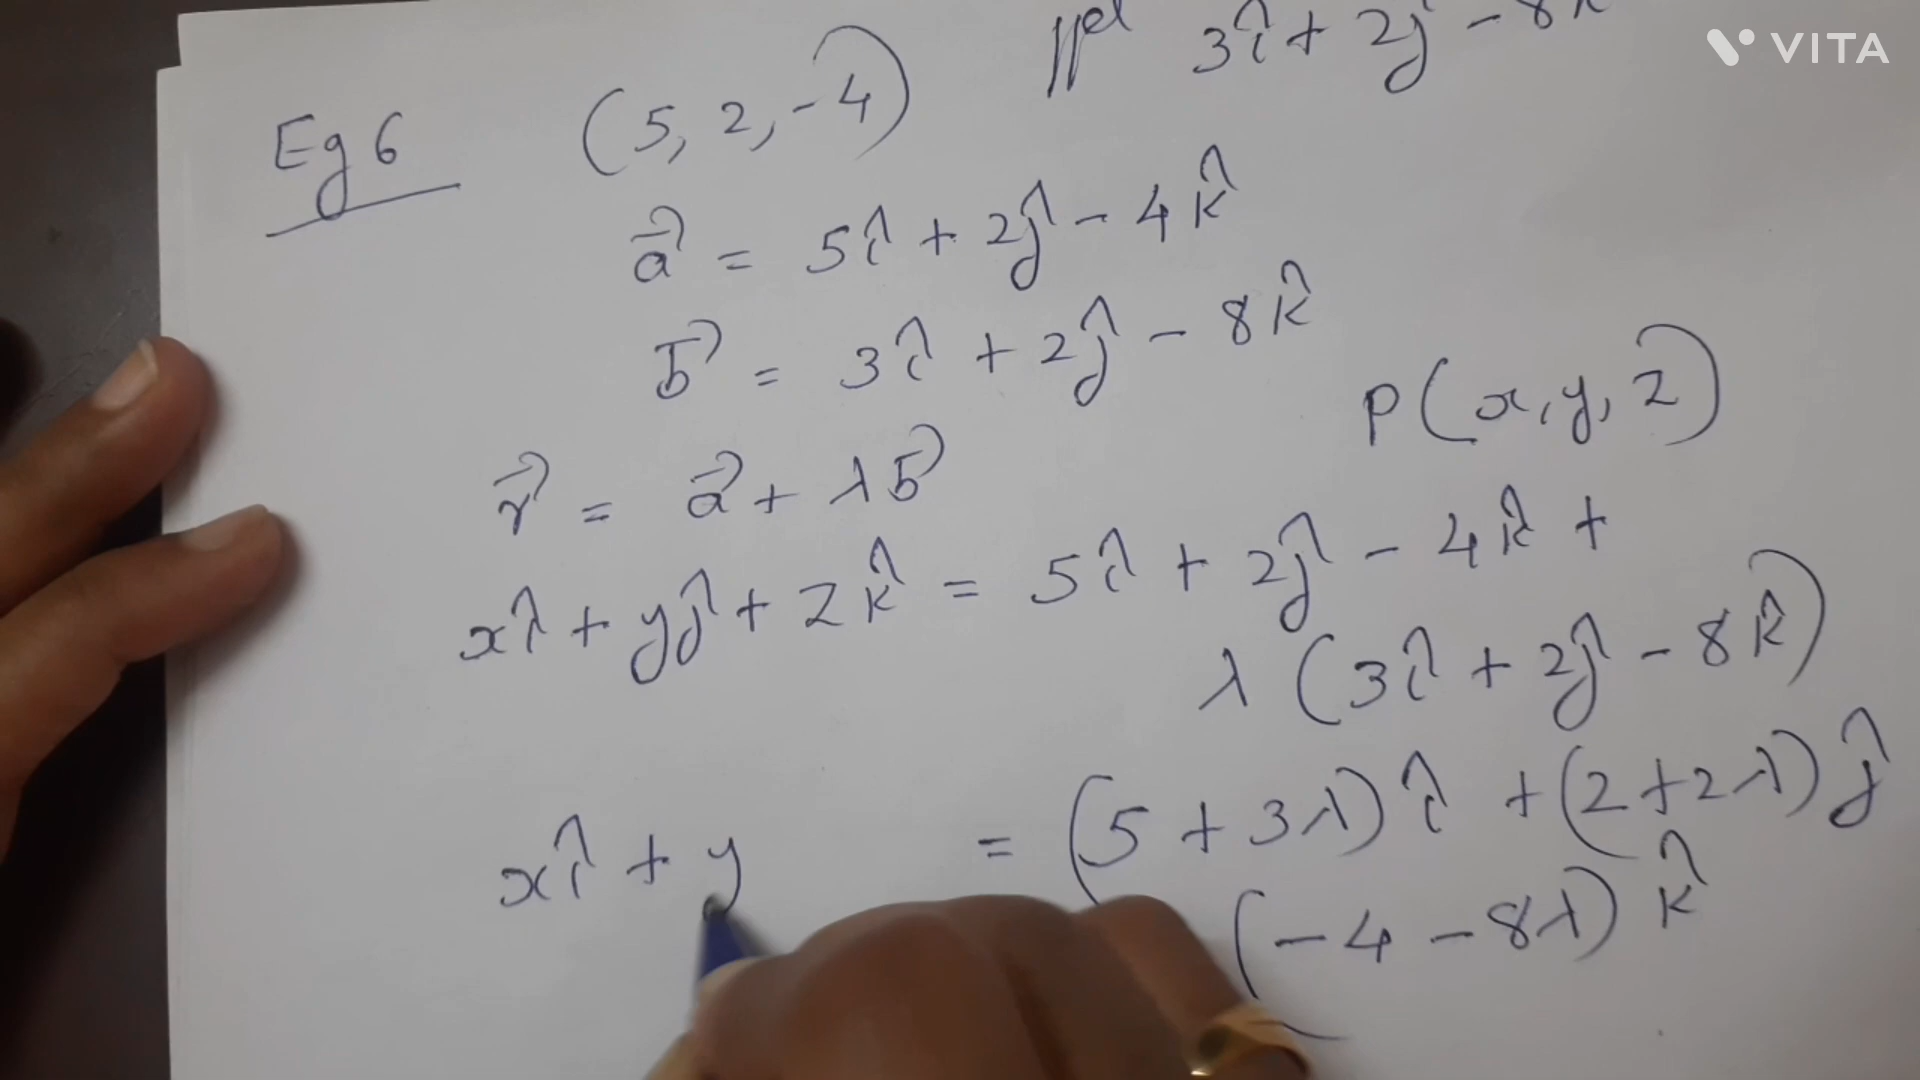 Eg 6 (5, 2, -4) ||el 3î + 2ĵ - 8k̂
VITA
a⃗ = 5î + 2ĵ - 4k̂
b⃗ = 3î + 2ĵ - 8k̂
P(x, y, z)
r⃗ = a⃗ + λb⃗
xî + yĵ + zk̂ = 5î + 2ĵ - 4k̂ +
λ (3î + 2ĵ - 8k̂)
xî + y = (5 + 3λ)î + (2 + 2λ)ĵ
(-4 - 8λ)k̂